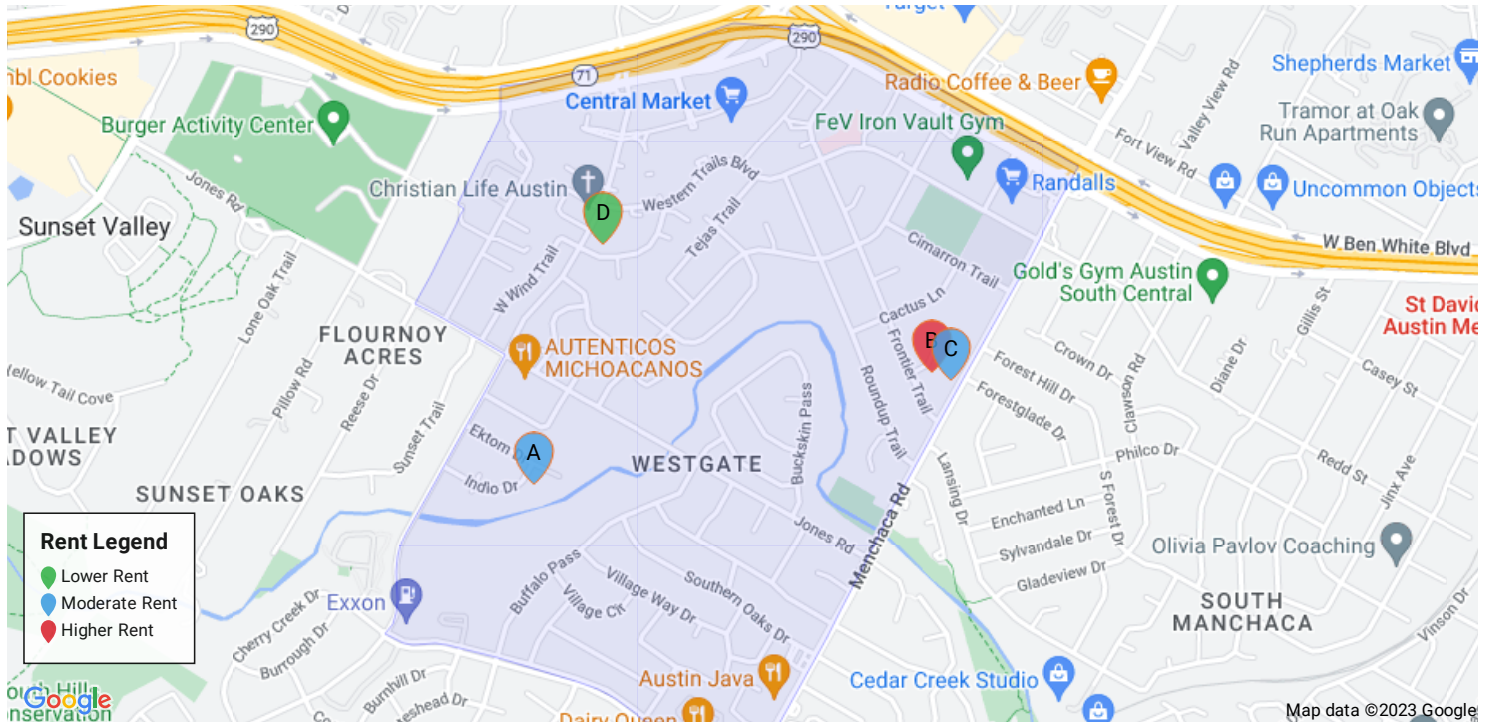 290
290
71
Target
Shepherds Market
Cookies
Radio Coffee & Beer
Valley View Rd
Central Market
Tramor at Oak
Run Apartments
Burger Activity Center
FeV Iron Vault Gym
Fort View Rd
Jones Rd
Christian Life Austin
Western Trails Blvd
Randalls
Uncommon Objects
Sunset Valley
D
Tejas Trail
W Ben White Blvd
Cimarron Trail
Lone Oak Trail
W Wind Trail
Gold's Gym Austin
South Central
Cactus Ln
Gillis St
St David
Austin Me
FLOURNOY
ACRES
AUTENTICOS
MICHOACANOS
B
C
Frontier Trail
Crown Dr
Forest Hill Dr
Clawson Rd
Diane Dr
Casey St
Yellow Tail Cove
Pillow Rd
Reese Dr
Forestglade Dr
Roundup Trail
Buckskin Pass
Sunset Trail
Ektom D
A
T VALLEY
ADOWS
WESTGATE
Philco Dr
Redd St
Jinx Ave
Indio Dr
Lansing Dr
S Forest Dr
SUNSET OAKS
Enchanted Ln
Jones Rd
Menchaca Rd
Sylvandale Dr
Olivia Pavlov Coaching
Gladeview Dr
Rent Legend
Lower Rent
Moderate Rent
Higher Rent
Exxon
Buffalo Pass
Village Cir
Village Way Dr
Southern Oaks Dr
SOUTH
MANCHACA
Vinson Dr
Cherry Creek Dr
Burrough Dr
Burnhill Dr
eshead Dr
Austin Java
Cedar Creek Studio
outh Hill
nservation
Google
Dairy Queen
Map data ©2023 Google